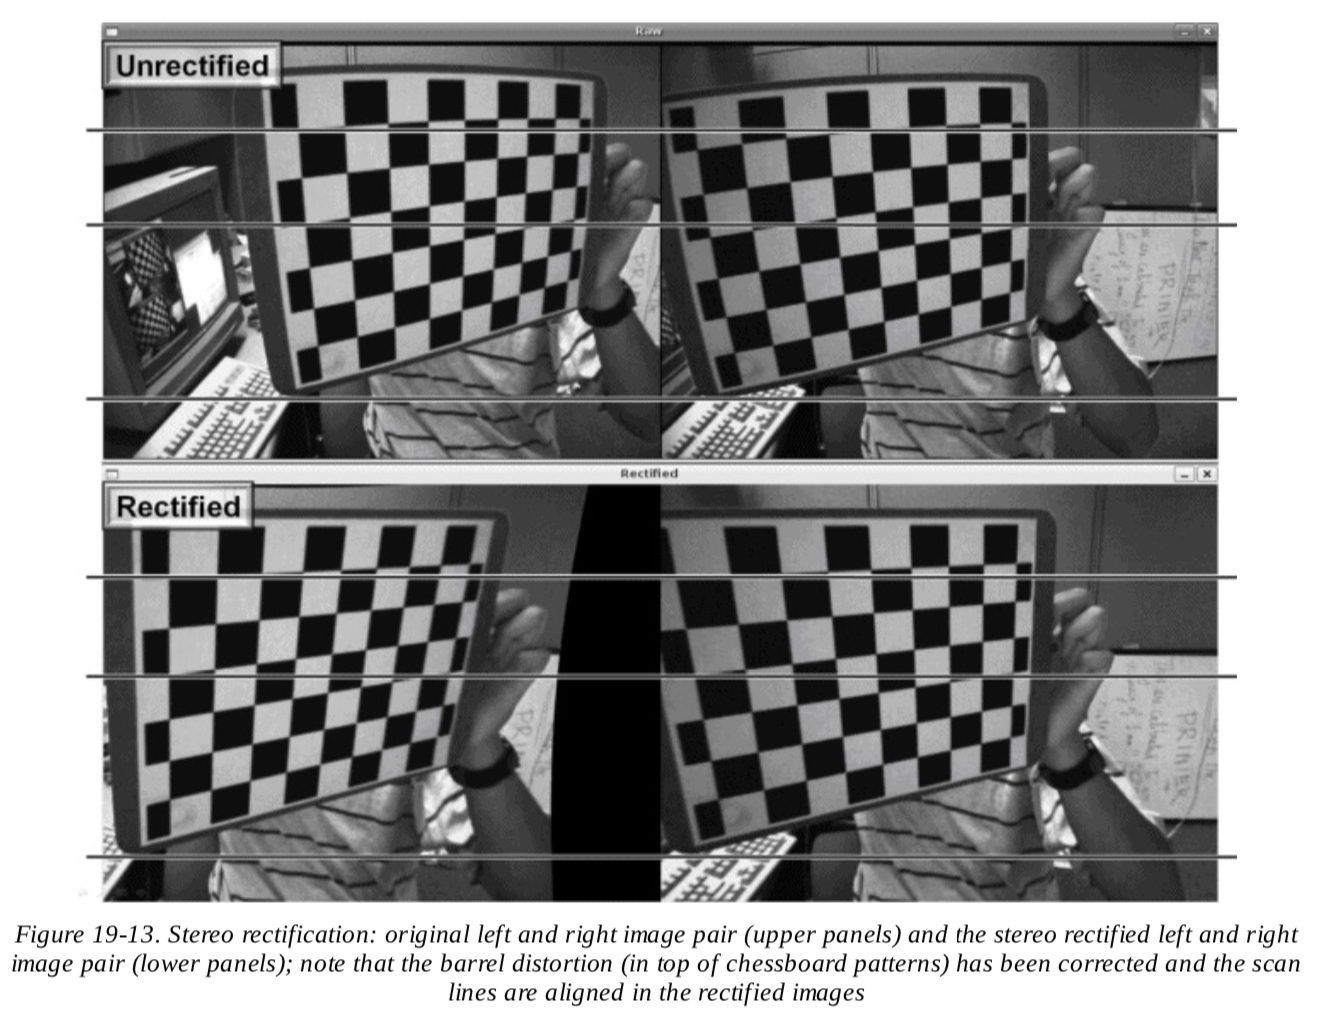 Raw
Unrectified
PRINTER
Rectified
Rectified
PRINTER
Figure 19-13. Stereo rectification: original left and right image pair (upper panels) and the stereo rectified left and right
image pair (lower panels); note that the barrel distortion (in top of chessboard patterns) has been corrected and the scan
lines are aligned in the rectified images